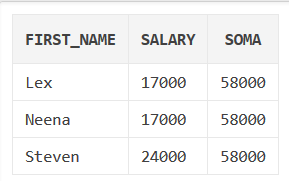 FIRST_NAME SALARY SOMA
Lex 17000 58000
Neena 17000 58000
Steven 24000 58000